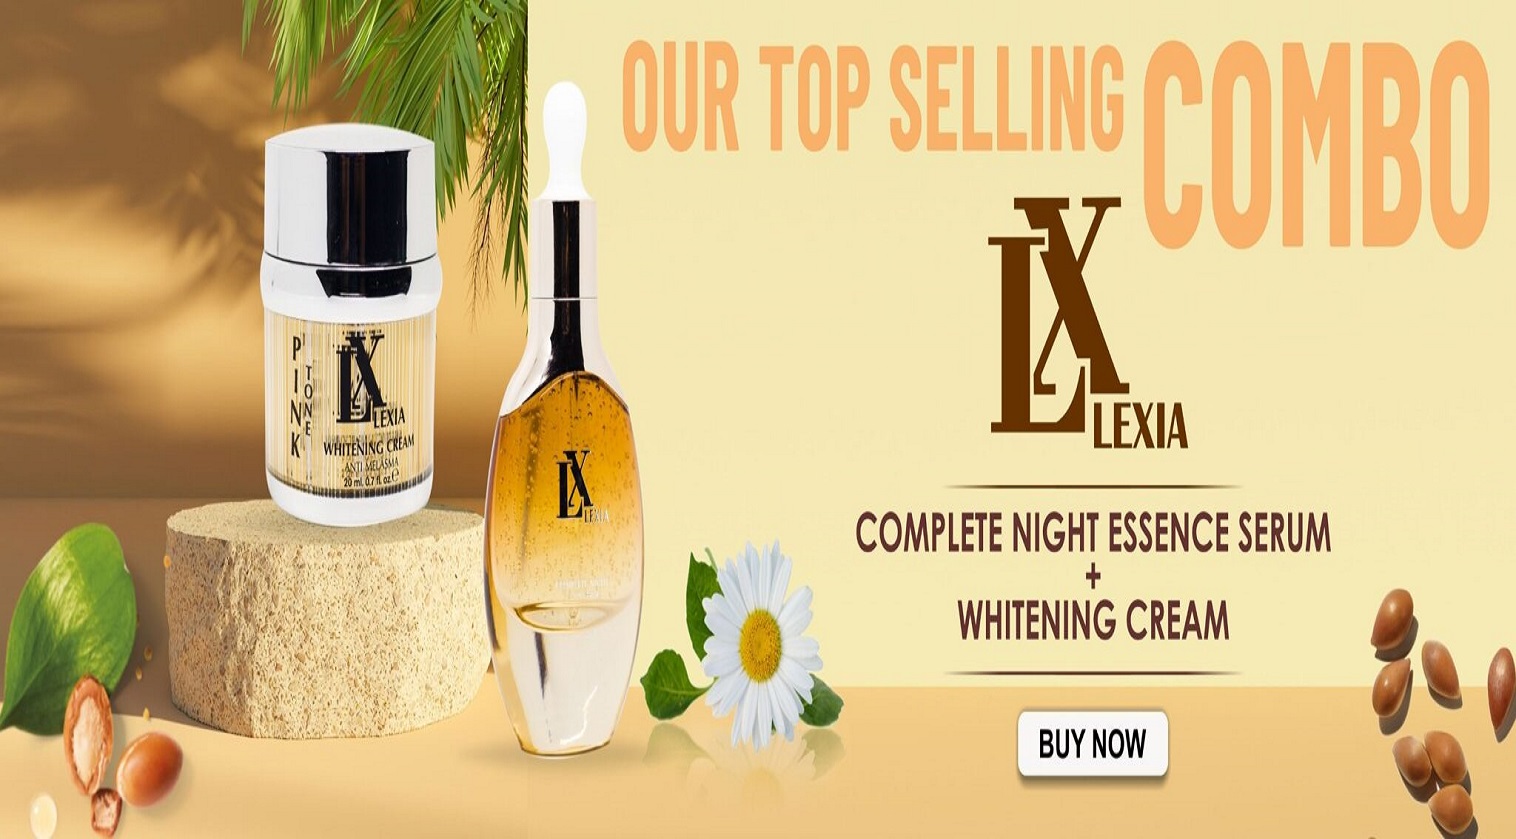 OUR TOP SELLING COMBO
LX
LEXIA
COMPLETE NIGHT ESSENCE SERUM
+
WHITENING CREAM
BUY NOW
PINK
TONE
LX
LEXIA
WHITENING CREAM
ANTI MELASMA
20 ml. 0.7 fl. oz ℮
LX
LEXIA